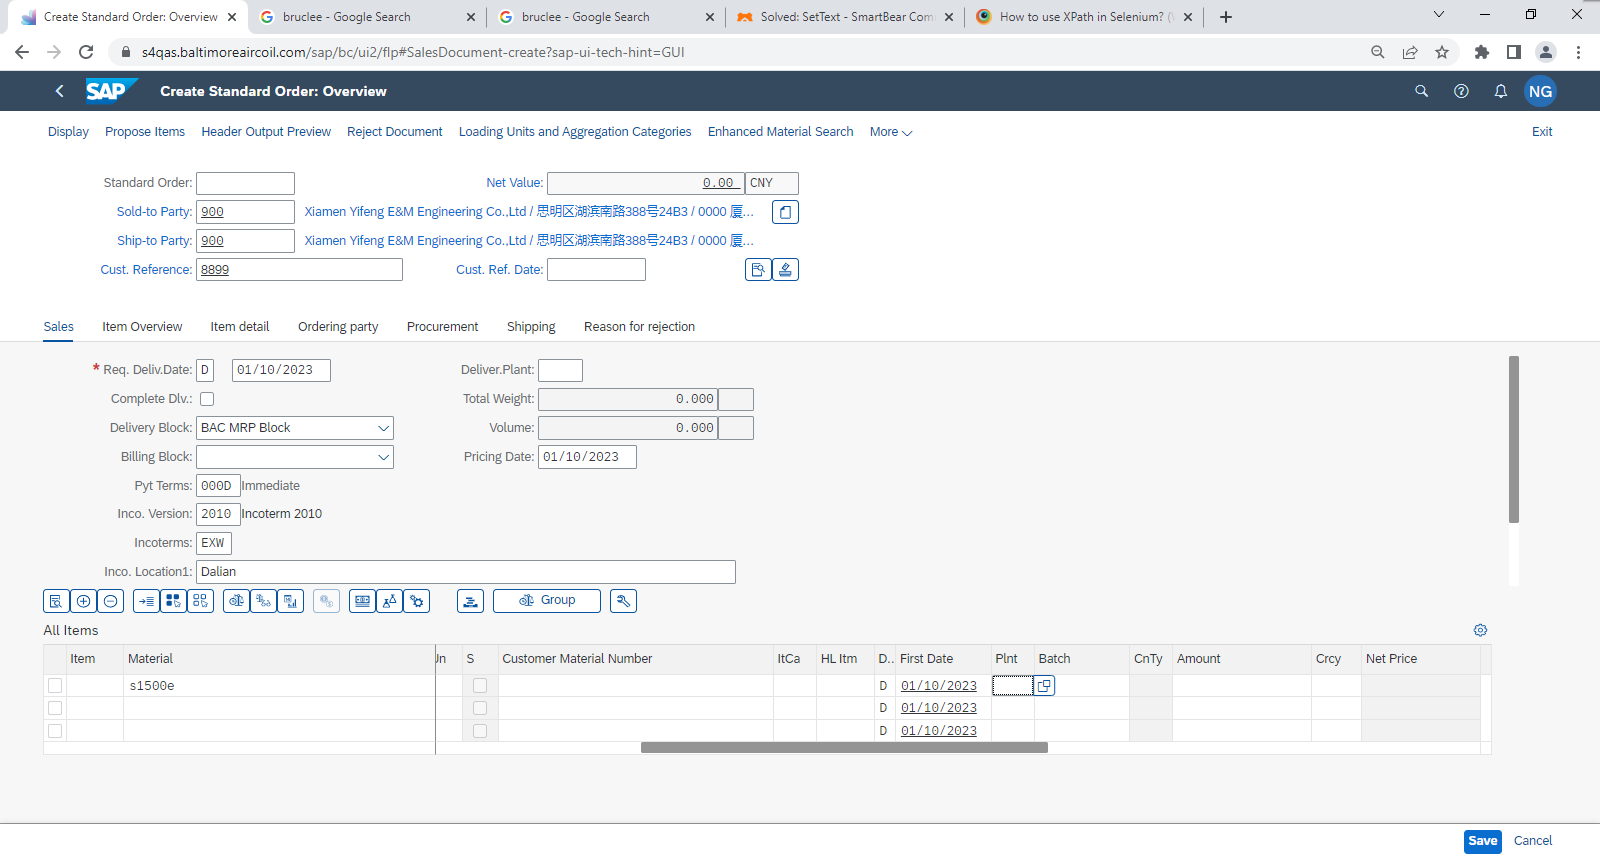 Create Standard Order: Overview
bruclee - Google Search
bruclee - Google Search
Solved: SetText - SmartBear Com
How to use XPath in Selenium? (
s4qas.baltimoreaircoil.com/sap/bc/ui2/flp#SalesDocument-create?sap-ui-tech-hint=GUI
SAP Create Standard Order: Overview NG
Display Propose Items Header Output Preview Reject Document Loading Units and Aggregation Categories Enhanced Material Search More Exit
Standard Order: Net Value: 0.00 CNY
Sold-to Party: 900 Xiamen Yifeng E&M Engineering Co.,Ltd / 思明区湖滨南路388号24B3 / 0000 厦...
Ship-to Party: 900 Xiamen Yifeng E&M Engineering Co.,Ltd / 思明区湖滨南路388号24B3 / 0000 厦...
Cust. Reference: 8899 Cust. Ref. Date:
Sales Item Overview Item detail Ordering party Procurement Shipping Reason for rejection
* Req. Deliv.Date: D 01/10/2023 Deliver.Plant:
Complete Dlv.: Total Weight: 0.000
Delivery Block: BAC MRP Block Volume: 0.000
Billing Block: Pricing Date: 01/10/2023
Pyt Terms: 000D Immediate
Inco. Version: 2010 Incoterm 2010
Incoterms: EXW
Inco. Location1: Dalian
Group
All Items
Item Material Jn S Customer Material Number ItCa HL Itm D.. First Date Plnt Batch CnTy Amount Crcy Net Price
s1500e D 01/10/2023
D 01/10/2023
D 01/10/2023
Save Cancel